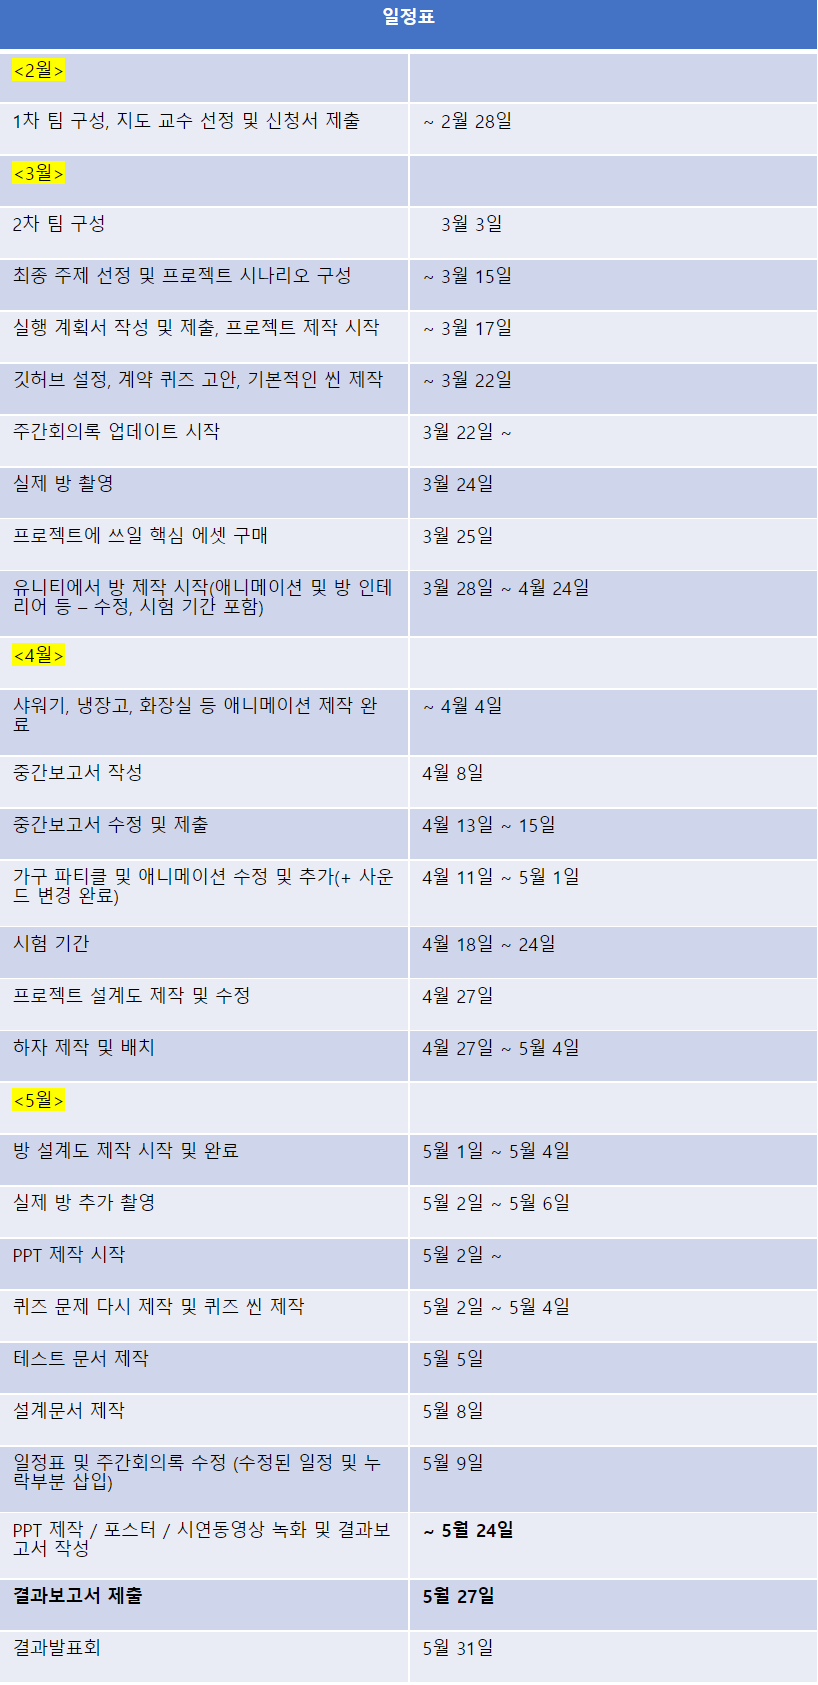 일정표
<2월>
1차 팀 구성, 지도 교수 선정 및 신청서 제출 ~ 2월 28일
<3월>
2차 팀 구성 3월 3일
최종 주제 선정 및 프로젝트 시나리오 구성 ~ 3월 15일
실행 계획서 작성 및 제출, 프로젝트 제작 시작 ~ 3월 17일
깃허브 설정, 계약 퀴즈 고안, 기본적인 씬 제작 ~ 3월 22일
주간회의록 업데이트 시작 3월 22일 ~
실제 방 촬영 3월 24일
프로젝트에 쓰일 핵심 에셋 구매 3월 25일
유니티에서 방 제작 시작(애니메이션 및 방 인테 3월 28일 ~ 4월 24일
리어 등 – 수정, 시험 기간 포함)
<4월>
샤워기, 냉장고, 화장실 등 애니메이션 제작 완 ~ 4월 4일
료
중간보고서 작성 4월 8일
중간보고서 수정 및 제출 4월 13일 ~ 15일
가구 파티클 및 애니메이션 수정 및 추가(+ 사운 4월 11일 ~ 5월 1일
드 변경 완료)
시험 기간 4월 18일 ~ 24일
프로젝트 설계도 제작 및 수정 4월 27일
하자 제작 및 배치 4월 27일 ~ 5월 4일
<5월>
방 설계도 제작 시작 및 완료 5월 1일 ~ 5월 4일
실제 방 추가 촬영 5월 2일 ~ 5월 6일
PPT 제작 시작 5월 2일 ~
퀴즈 문제 다시 제작 및 퀴즈 씬 제작 5월 2일 ~ 5월 4일
테스트 문서 제작 5월 5일
설계문서 제작 5월 8일
일정표 및 주간회의록 수정 (수정된 일정 및 누 5월 9일
락부분 삽입)
PPT 제작 / 포스터 / 시연동영상 녹화 및 결과보 ~ 5월 24일
고서 작성
결과보고서 제출 5월 27일
결과발표회 5월 31일